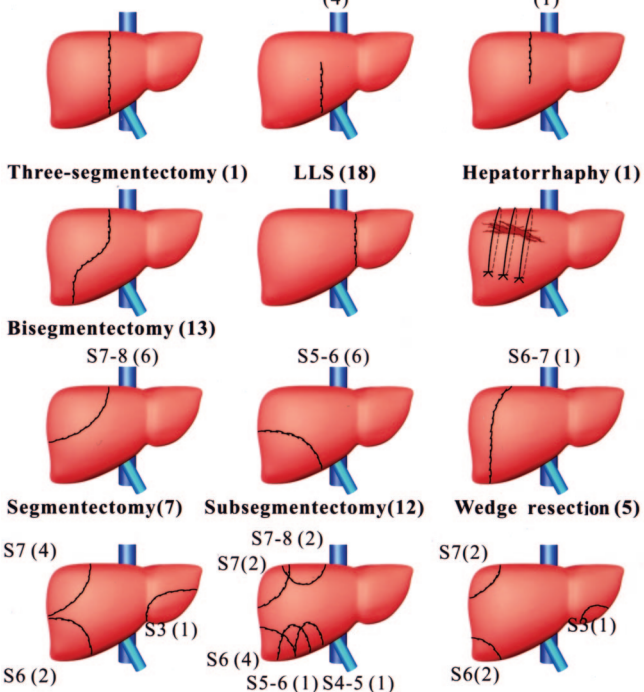 (4) (1)
Three-segmentectomy (1) LLS (18) Hepatorrhaphy (1)
Bisegmentectomy (13)
S7-8 (6) S5-6 (6) S6-7 (1)
Segmentectomy(7) Subsegmentectomy(12) Wedge resection (5)
S7-8 (2)
S7 (4) S7(2) S7(2)
S3 (1) S3(1)
S6 (2) S6 (4) S6(2)
S5-6 (1) S4-5 (1)